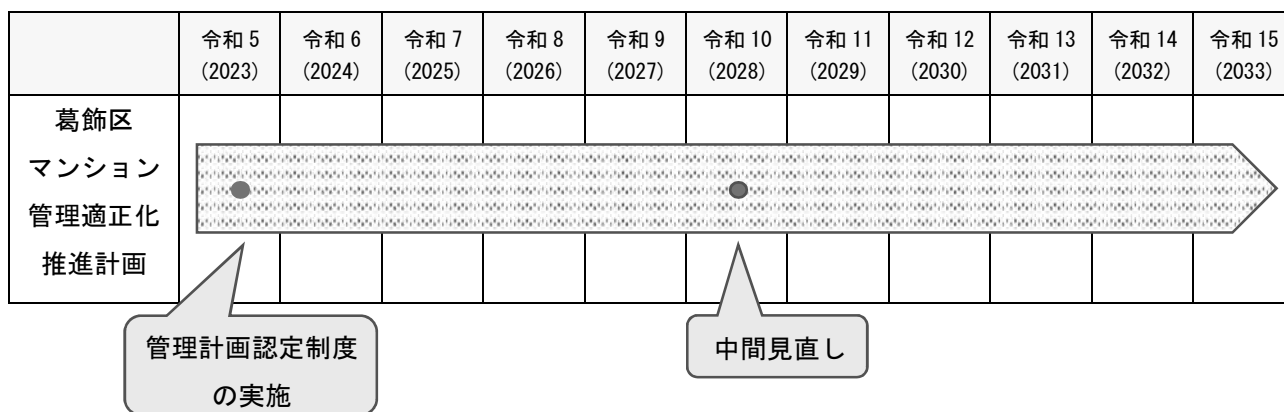 令和 5 令和 6 令和 7 令和 8 令和 9 令和 10 令和 11 令和 12 令和 13 令和 14 令和 15
(2023) (2024) (2025) (2026) (2027) (2028) (2029) (2030) (2031) (2032) (2033)
葛飾区
マンション
管理適正化
推進計画
管理計画認定制度
の実施
中間見直し